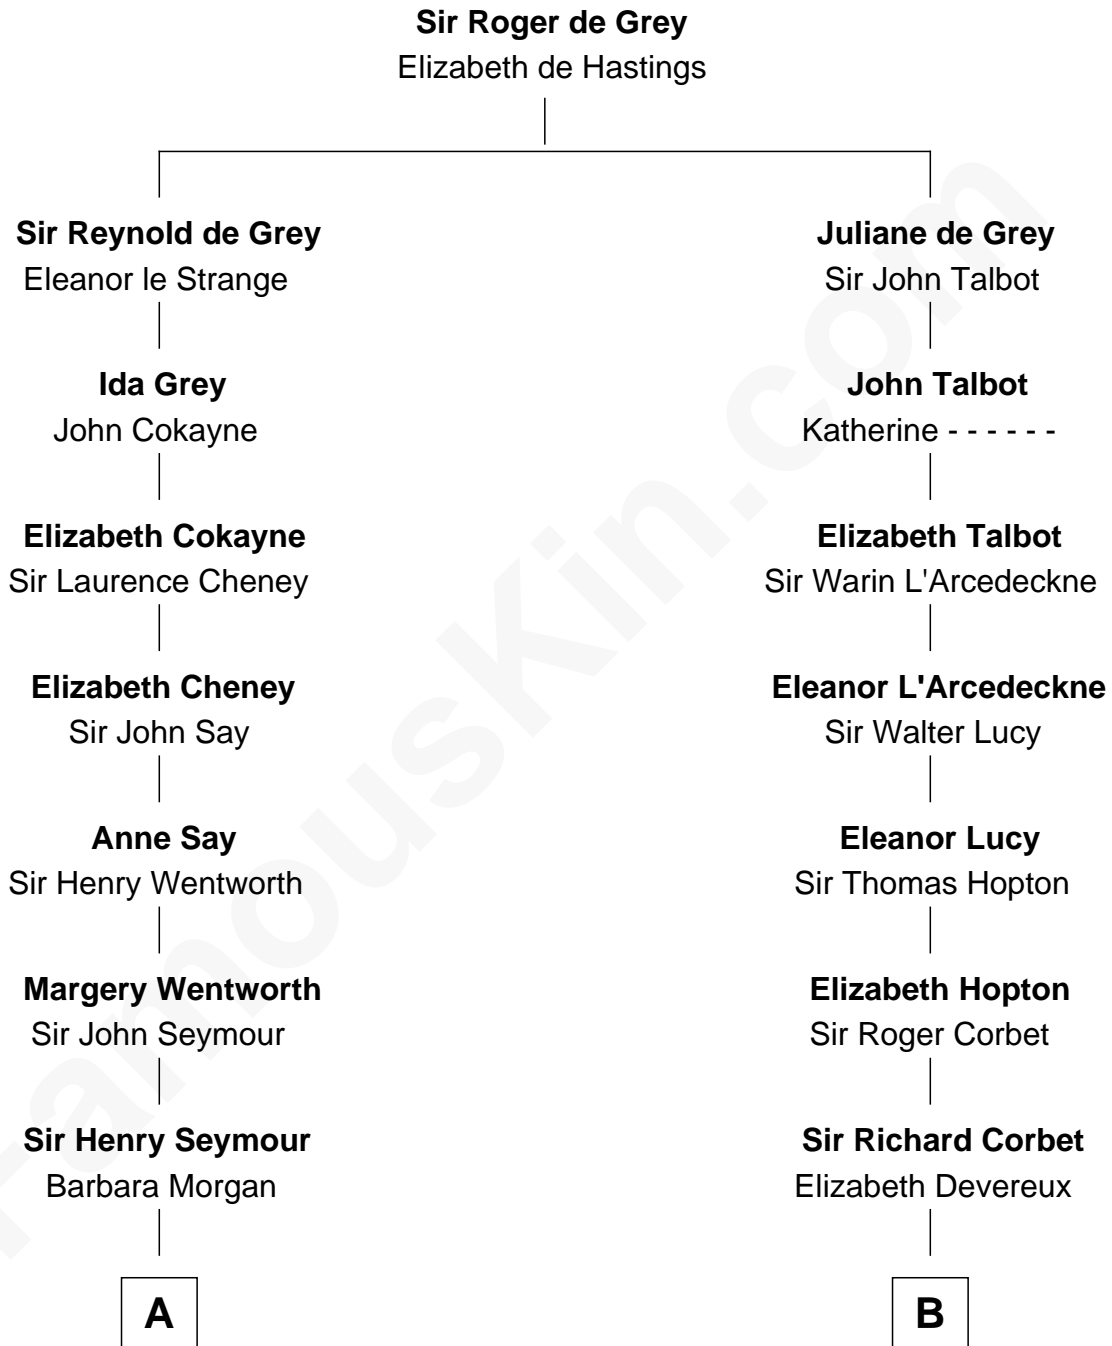 Sir Roger de Grey
Elizabeth de Hastings
Sir Reynold de Grey
Eleanor le Strange
Juliane de Grey
Sir John Talbot
Ida Grey
John Cokayne
John Talbot
Katherine - - - - - -
Elizabeth Cokayne
Sir Laurence Cheney
Elizabeth Talbot
Sir Warin L'Arcedeckne
Elizabeth Cheney
Sir John Say
Eleanor L'Arcedeckne
Sir Walter Lucy
Anne Say
Sir Henry Wentworth
Eleanor Lucy
Sir Thomas Hopton
Margery Wentworth
Sir John Seymour
Elizabeth Hopton
Sir Roger Corbet
Sir Henry Seymour
Barbara Morgan
Sir Richard Corbet
Elizabeth Devereux
A
B
FamousKin.com